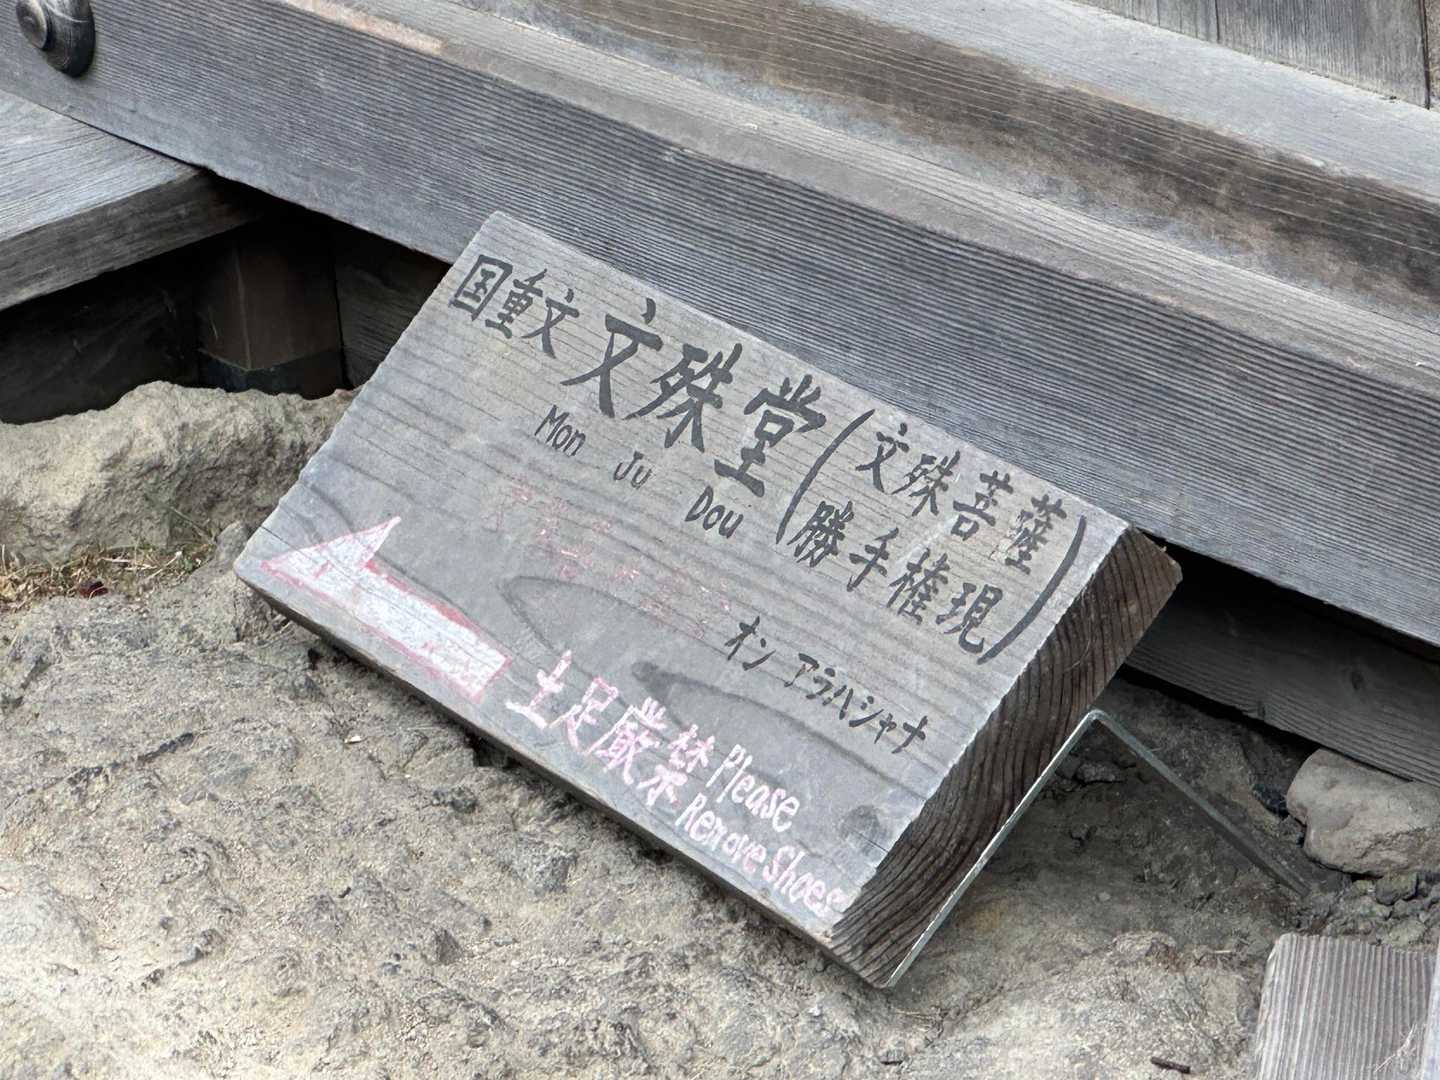 国重文 文殊堂 (文殊菩薩
勝手権現)
Mon Ju Dou
オン アラハシャナ
土足厳禁 Please
Remove Shoes